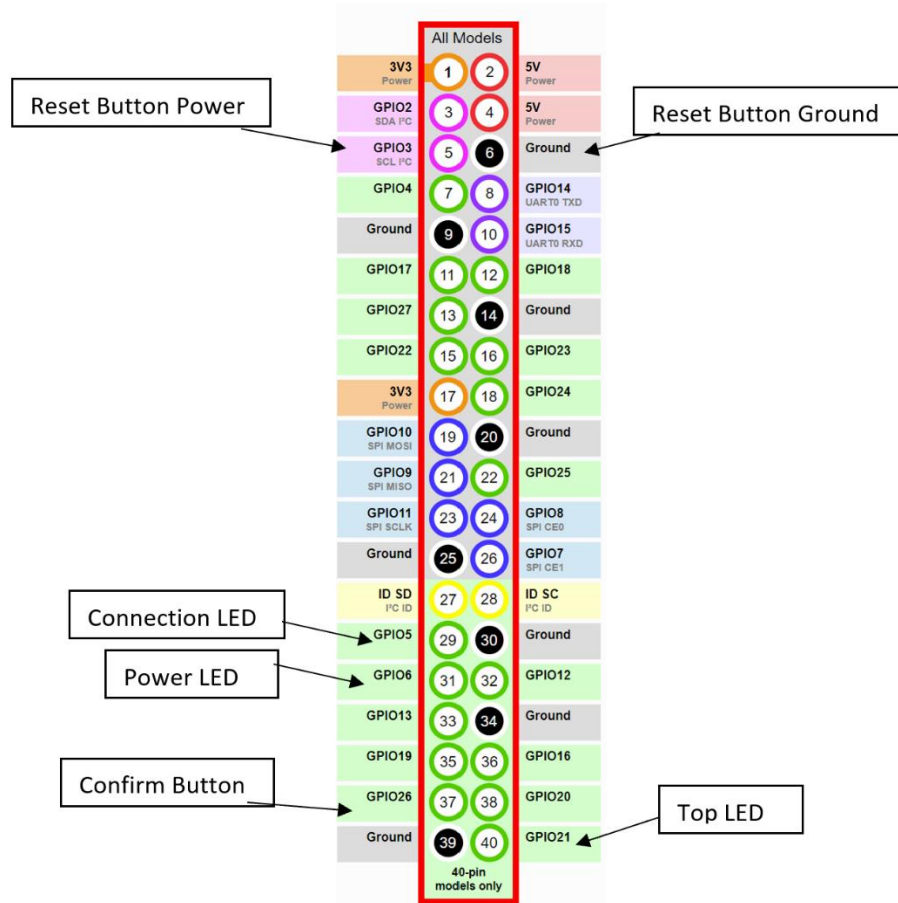 All Models
3V3
Power
1
2
5V
Power
Reset Button Power
Reset Button Ground
GPIO2
SDA I²C
3
4
5V
Power
GPIO3
SCL I²C
5
6
Ground
GPIO4
7
8
GPIO14
UART0 TXD
Ground
9
10
GPIO15
UART0 RXD
GPIO17
11
12
GPIO18
GPIO27
13
14
Ground
GPIO22
15
16
GPIO23
3V3
Power
17
18
GPIO24
GPIO10
SPI MOSI
19
20
Ground
GPIO9
SPI MISO
21
22
GPIO25
GPIO11
SPI SCLK
23
24
GPIO8
SPI CE0
Ground
25
26
GPIO7
SPI CE1
ID SD
I²C ID
27
28
ID SC
I²C ID
Connection LED
GPIO5
29
30
Ground
Power LED
GPIO6
31
32
GPIO12
GPIO13
33
34
Ground
GPIO19
35
36
GPIO16
Confirm Button
GPIO26
37
38
GPIO20
Top LED
Ground
39
40
GPIO21
40-pin
models only